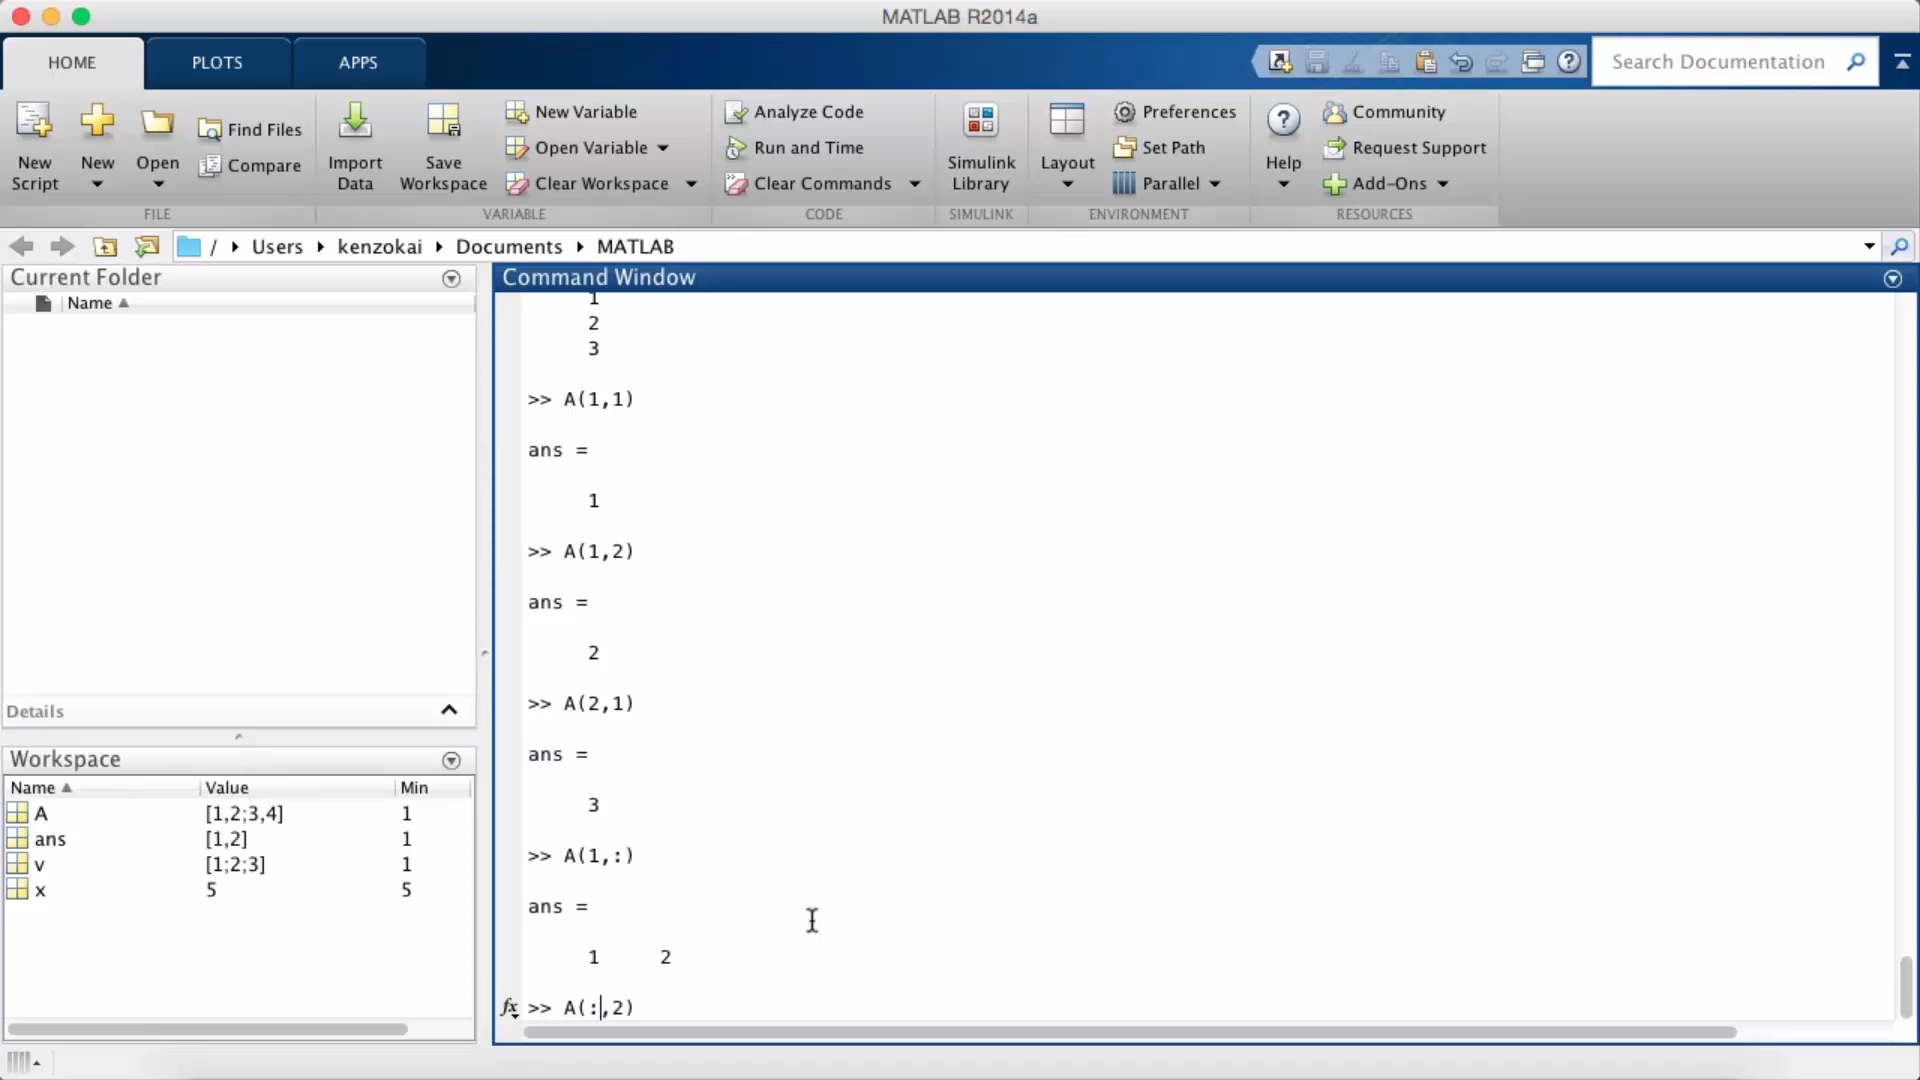 MATLAB R2014a
HOME PLOTS APPS
Search Documentation
New Script
New
Open
Find Files
Compare
Import Data
Save Workspace
New Variable
Open Variable
Clear Workspace
Analyze Code
Run and Time
Clear Commands
Simulink Library
Layout
Preferences
Set Path
Parallel
Help
Community
Request Support
Add-Ons
FILE VARIABLE CODE SIMULINK ENVIRONMENT RESOURCES
/ Users kenzokai Documents MATLAB
Current Folder
Name
Details
Workspace
Name Value Min
A [1,2;3,4] 1
ans [1,2] 1
v [1;2;3] 1
x 5 5
Command Window
1
2
3
>> A(1,1)
ans =
1
>> A(1,2)
ans =
2
>> A(2,1)
ans =
3
>> A(1,:)
ans =
1 2
fx >> A(:,2)